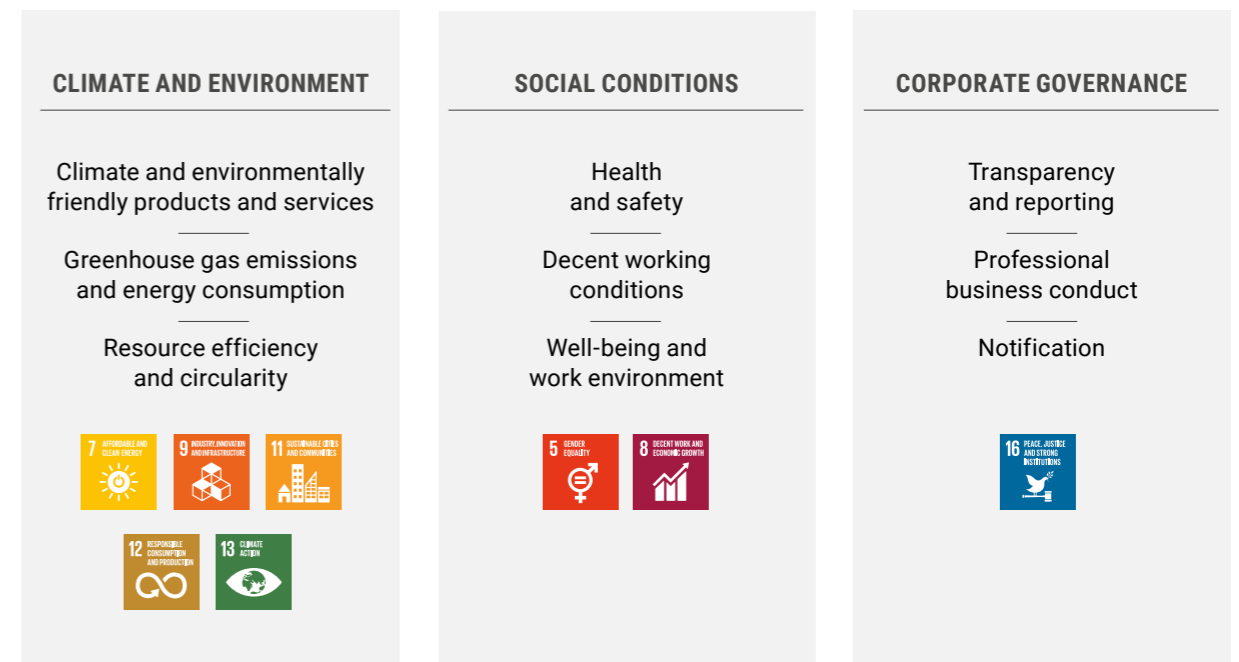 CLIMATE AND ENVIRONMENT
Climate and environmentally
friendly products and services
Greenhouse gas emissions
and energy consumption
Resource efficiency
and circularity
7 AFFORDABLE AND
CLEAN ENERGY
9 INDUSTRY, INNOVATION
AND INFRASTRUCTURE
11 SUSTAINABLE CITIES
AND COMMUNITIES
12 RESPONSIBLE
CONSUMPTION
AND PRODUCTION
13 CLIMATE
ACTION
SOCIAL CONDITIONS
Health
and safety
Decent working
conditions
Well-being and
work environment
5 GENDER
EQUALITY
8 DECENT WORK AND
ECONOMIC GROWTH
CORPORATE GOVERNANCE
Transparency
and reporting
Professional
business conduct
Notification
16 PEACE, JUSTICE
AND STRONG
INSTITUTIONS